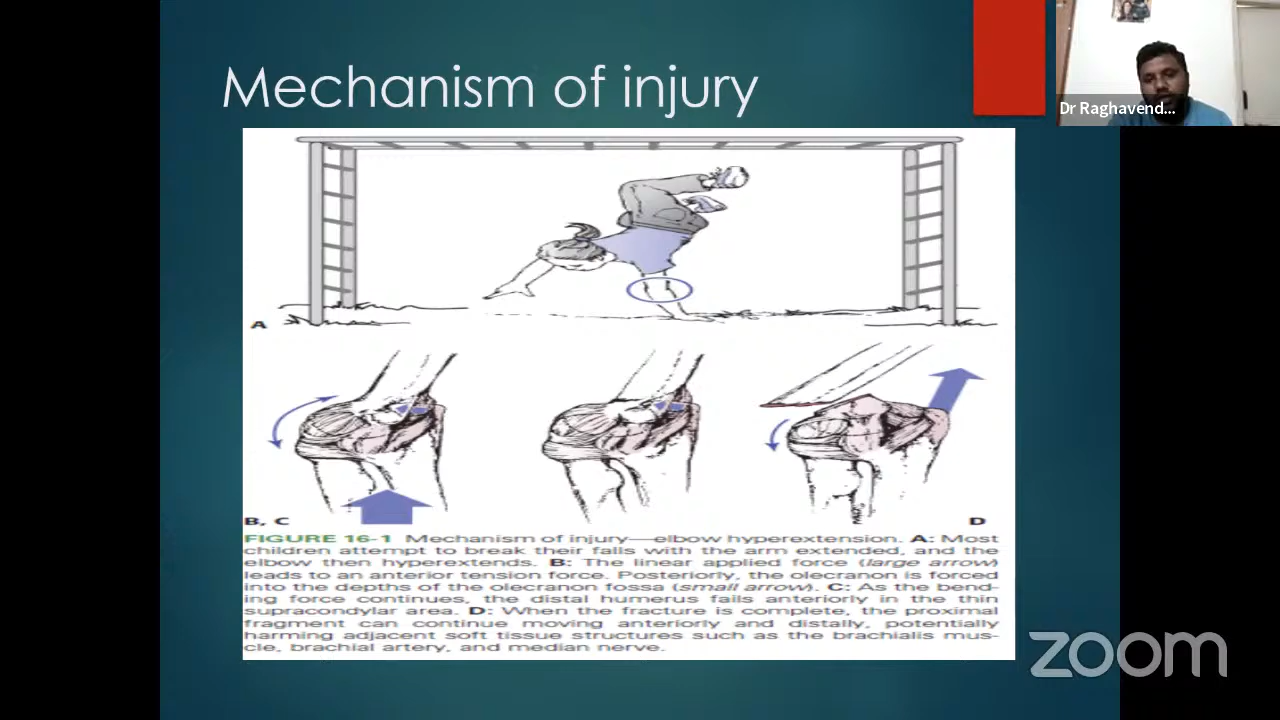 Mechanism of injury
Dr Raghavend...
A
B, C
D
FIGURE 16-1 Mechanism of injury—elbow hyperextension. A: Most
children attempt to break their falls with the arm extended, and the
elbow then hyperextends. B: The linear applied force (large arrow)
leads to an anterior tension force. Posteriorly, the olecranon is forced
into the depths of the olecranon fossa (small arrow). C: As the bend-
ing force continues, the distal humerus fails anteriorly in the thin
supracondylar area. D: When the fracture is complete, the proximal
fragment can continue moving anteriorly and distally, potentially
harming adjacent soft tissue structures such as the brachialis mus-
cle, brachial artery, and median nerve.
zoom